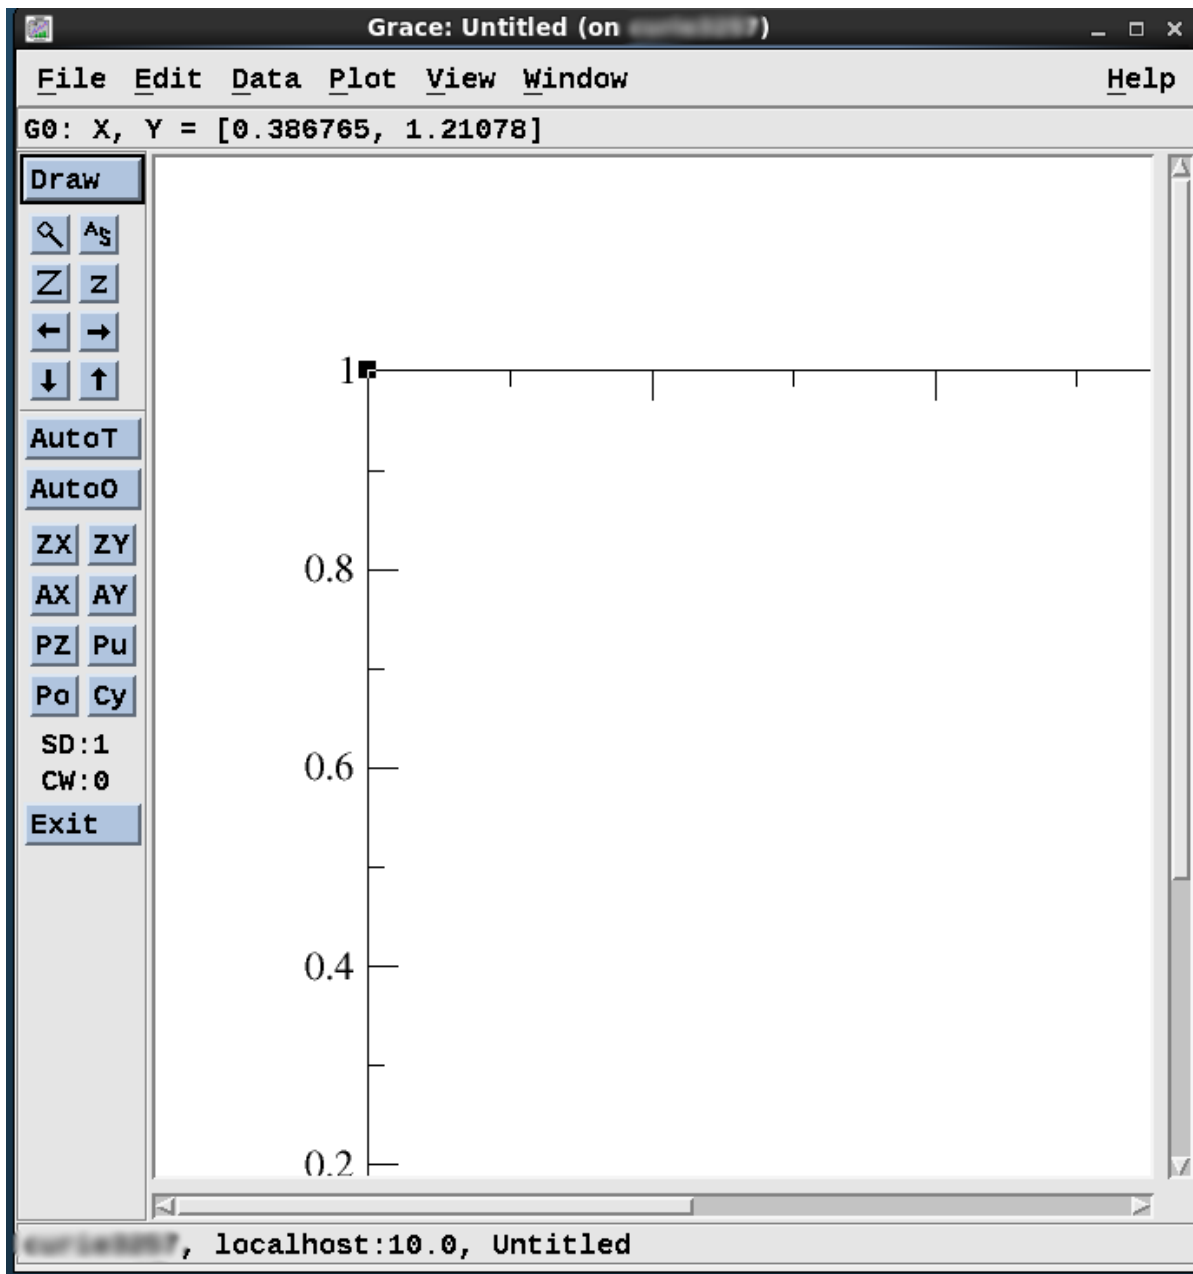 Grace: Untitled (on )
File Edit Data Plot View Window Help
G0: X, Y = [0.386765, 1.21078]
Draw
AS
Z z
← →
↓ ↑
AutoT
AutoO
ZX ZY
AX AY
PZ Pu
Po Cy
SD:1
CW:0
Exit
1
0.8
0.6
0.4
0.2
, localhost:10.0, Untitled